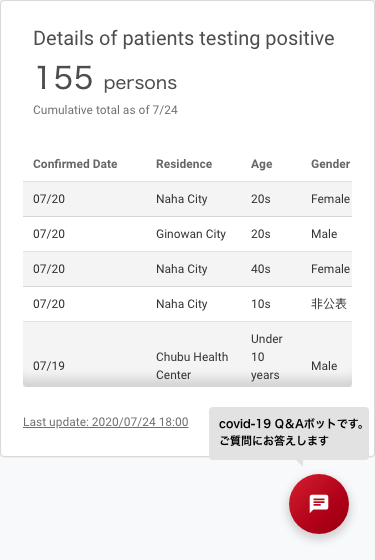 Details of patients testing positive
155 persons
Cumulative total as of 7/24
Confirmed Date Residence Age Gender
07/20 Naha City 20s Female
07/20 Ginowan City 20s Male
07/20 Naha City 40s Female
07/20 Naha City 10s 非公表
07/19 Chubu Health Center Under 10 years Male
Last update: 2020/07/24 18:00
covid-19 Q&Aボットです。
ご質問にお答えします